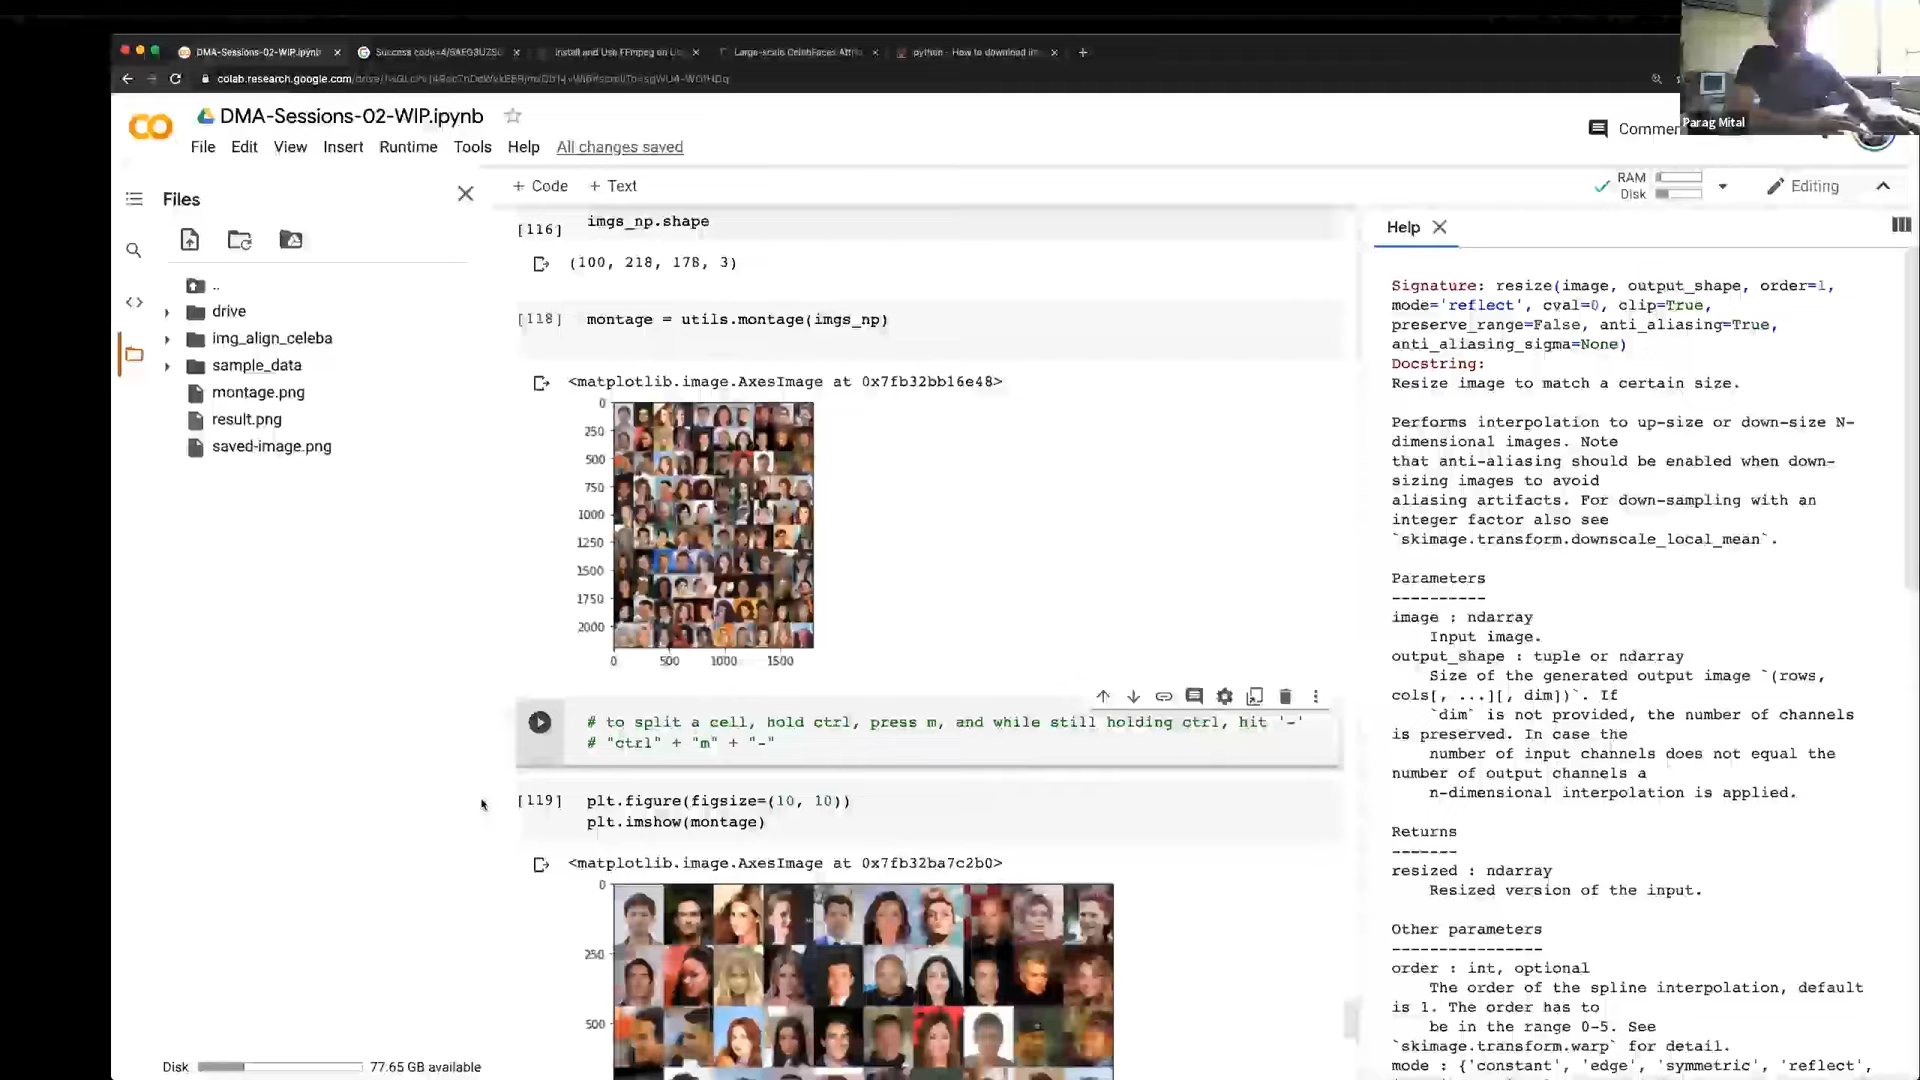 DMA-Sessions-02-WIP.ipynb
Install and Use FFmpeg on
python - How to download
colab.research.google.com
DMA-Sessions-02-WIP.ipynb
Comme
Parag Mital
File Edit View Insert Runtime Tools Help All changes saved
Files
+ Code + Text
RAM
Disk
Editing
..
drive
img_align_celeba
sample_data
montage.png
result.png
saved-image.png
Disk 77.65 GB available
[116] imgs_np.shape
(100, 218, 178, 3)
[118] montage = utils.montage(imgs_np)
<matplotlib.image.AxesImage at 0x7fb32bb16e48>
0
250
500
750
1000
1250
1500
1750
2000
0 500 1000 1500
# to split a cell, hold ctrl, press m, and while still holding ctrl, hit '-'
# "ctrl" + "m" + "-"
[119] plt.figure(figsize=(10, 10))
plt.imshow(montage)
<matplotlib.image.AxesImage at 0x7fb32ba7c2b0>
0
250
500
Help
Signature: resize(image, output_shape, order=1,
mode='reflect', cval=0, clip=True,
preserve_range=False, anti_aliasing=True,
anti_aliasing_sigma=None)
Docstring:
Resize image to match a certain size.
Performs interpolation to up-size or down-size N-
dimensional images. Note
that anti-aliasing should be enabled when down-
sizing images to avoid
aliasing artifacts. For down-sampling with an
integer factor also see
`skimage.transform.downscale_local_mean`.
Parameters
----------
image : ndarray
Input image.
output_shape : tuple or ndarray
Size of the generated output image `(rows,
cols[, ...][, dim])`. If
`dim` is not provided, the number of channels
is preserved. In case the
number of input channels does not equal the
number of output channels a
n-dimensional interpolation is applied.
Returns
-------
resized : ndarray
Resized version of the input.
Other parameters
----------------
order : int, optional
The order of the spline interpolation, default
is 1. The order has to
be in the range 0-5. See
`skimage.transform.warp` for detail.
mode : {'constant', 'edge', 'symmetric', 'reflect',